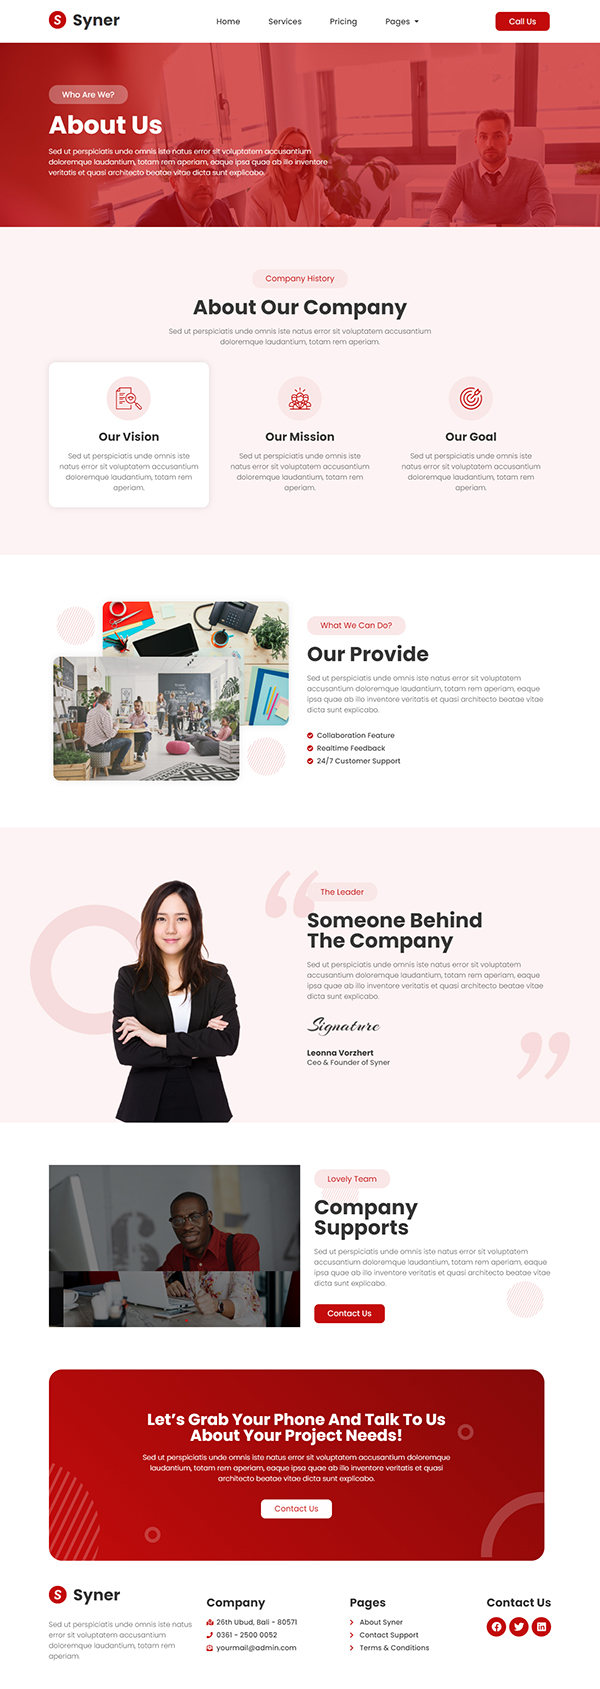 S Syner
Home Services Pricing Pages
Call Us
Who Are We?
About Us
Sed ut perspiciatis unde omnis iste natus error sit voluptatem accusantium
doloremque laudantium, totam rem aperiam, eaque ipsa quae ab illo inventore
veritatis et quasi architecto beatae vitae dicta sunt explicabo.
Company History
About Our Company
Sed ut perspiciatis unde omnis iste natus error sit voluptatem accusantium
doloremque laudantium, totam rem aperiam.
Our Vision
Sed ut perspiciatis unde omnis iste
natus error sit voluptatem accusantium
doloremque laudantium, totam rem
aperiam.
Our Mission
Sed ut perspiciatis unde omnis iste
natus error sit voluptatem accusantium
doloremque laudantium, totam rem
aperiam.
Our Goal
Sed ut perspiciatis unde omnis iste
natus error sit voluptatem accusantium
doloremque laudantium, totam rem
aperiam.
What We Can Do?
Our Provide
Sed ut perspiciatis unde omnis iste natus error sit voluptatem
accusantium doloremque laudantium, totam rem aperiam, eaque
ipsa quae ab illo inventore veritatis et quasi architecto beatae vitae
dicta sunt explicabo.
Collaboration Feature
Realtime Feedback
24/7 Customer Support
The Leader
Someone Behind
The Company
Sed ut perspiciatis unde omnis iste natus error sit voluptatem
accusantium doloremque laudantium, totam rem aperiam, eaque
ipsa quae ab illo inventore veritatis et quasi architecto beatae vitae
dicta sunt explicabo.
Signature
Leonna Vorzhert
Ceo & Founder of Syner
Lovely Team
Company
Supports
Sed ut perspiciatis unde omnis iste natus error sit voluptatem
accusantium doloremque laudantium, totam rem aperiam, eaque
ipsa quae ab illo inventore veritatis et quasi architecto beatae vitae
dicta sunt explicabo.
Contact Us
Let's Grab Your Phone And Talk To Us
About Your Project Needs!
Sed ut perspiciatis unde omnis iste natus error sit voluptatem accusantium doloremque
laudantium, totam rem aperiam, eaque ipsa quae ab illo inventore veritatis et quasi
architecto beatae vitae dicta sunt explicabo.
Contact Us
S Syner
Sed ut perspiciatis unde omnis iste natus
error sit voluptatem accusantium
doloremque laudantium, totam rem
aperiam.
Company
26th Ubud, Bali - 80571
0361 - 2500 0052
yourmail@admin.com
Pages
About Syner
Contact Support
Terms & Conditions
Contact Us